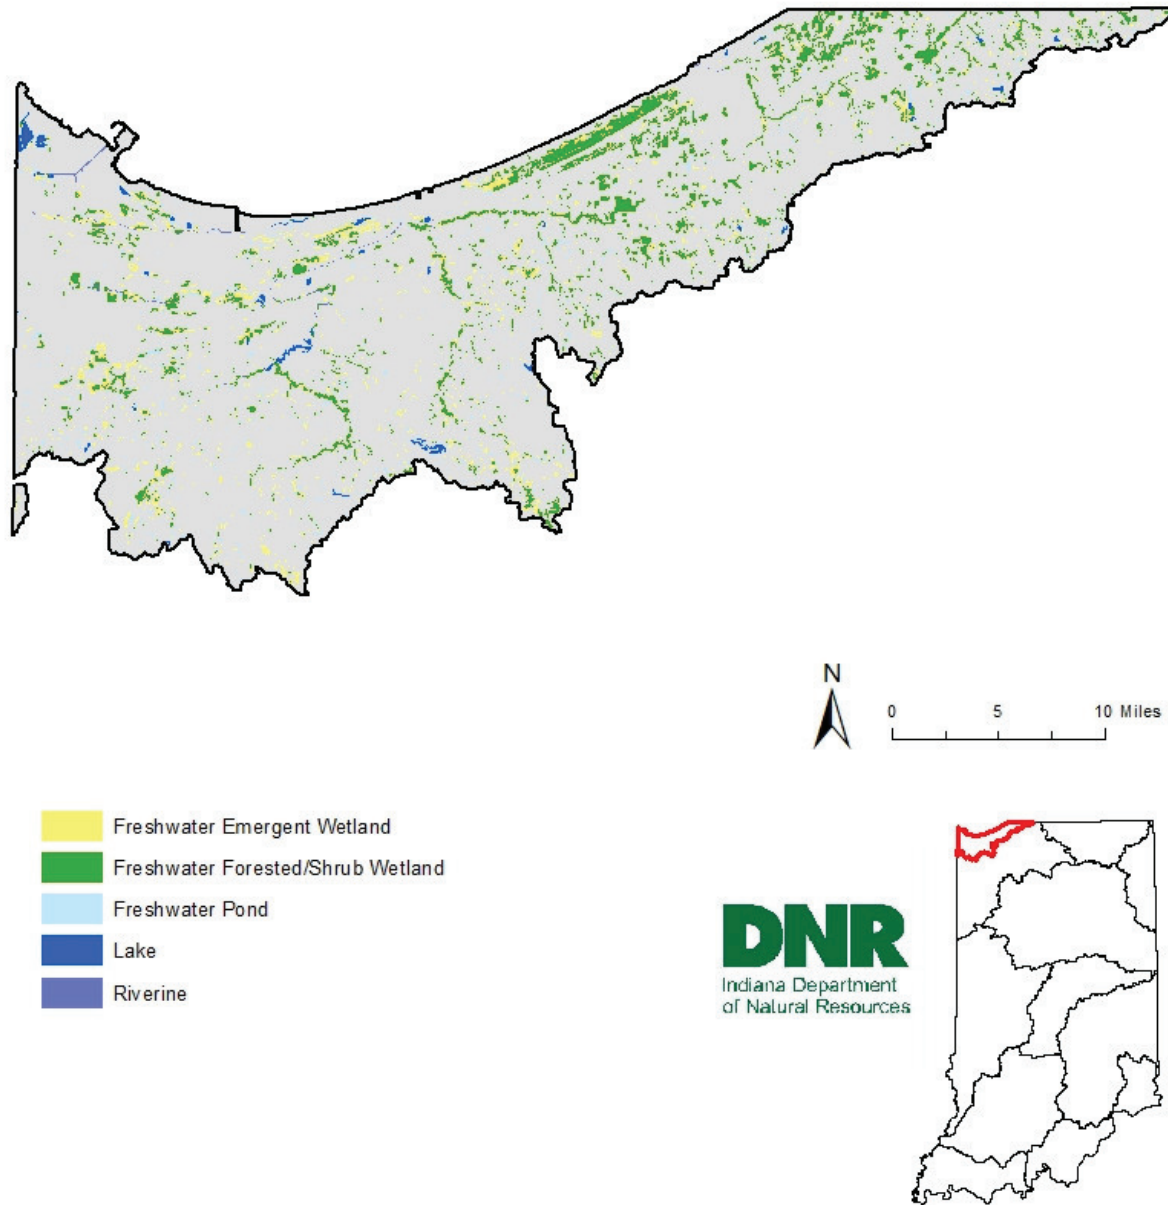 N
0 5 10 Miles
Freshwater Emergent Wetland
Freshwater Forested/Shrub Wetland
Freshwater Pond
Lake
Riverine
DNR
Indiana Department
of Natural Resources